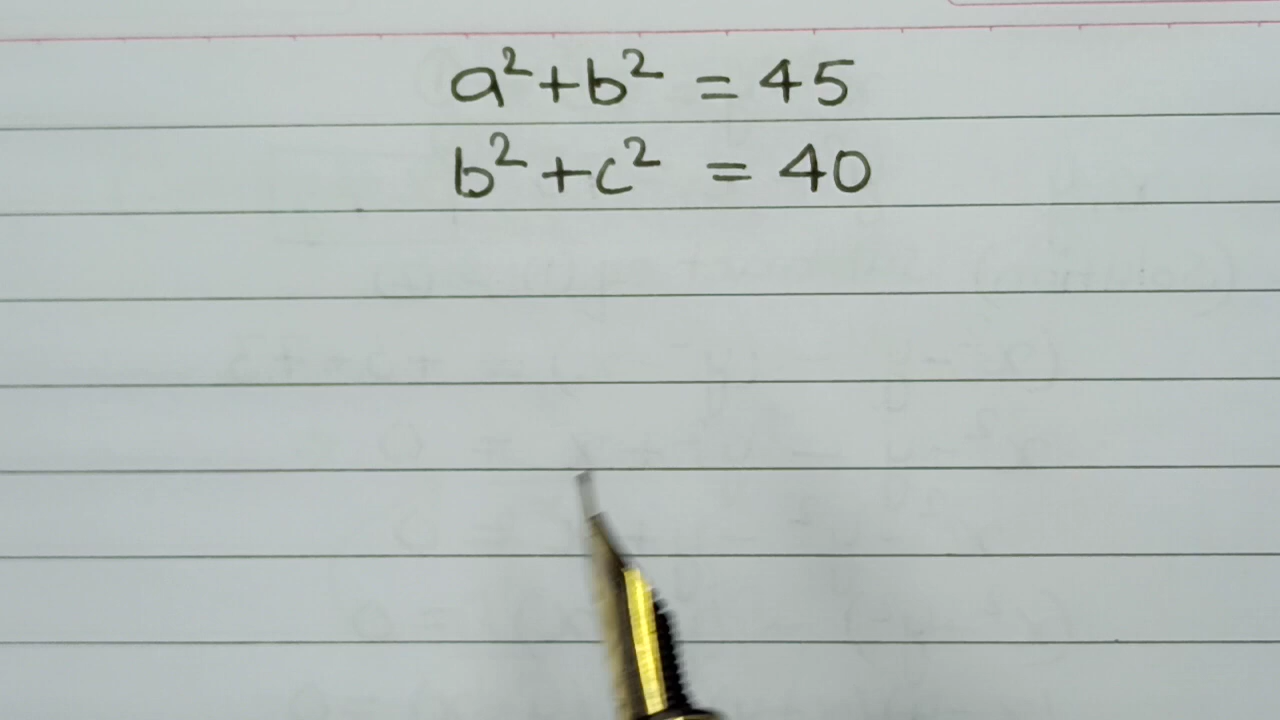 a² + b² = 45
b² + c² = 40